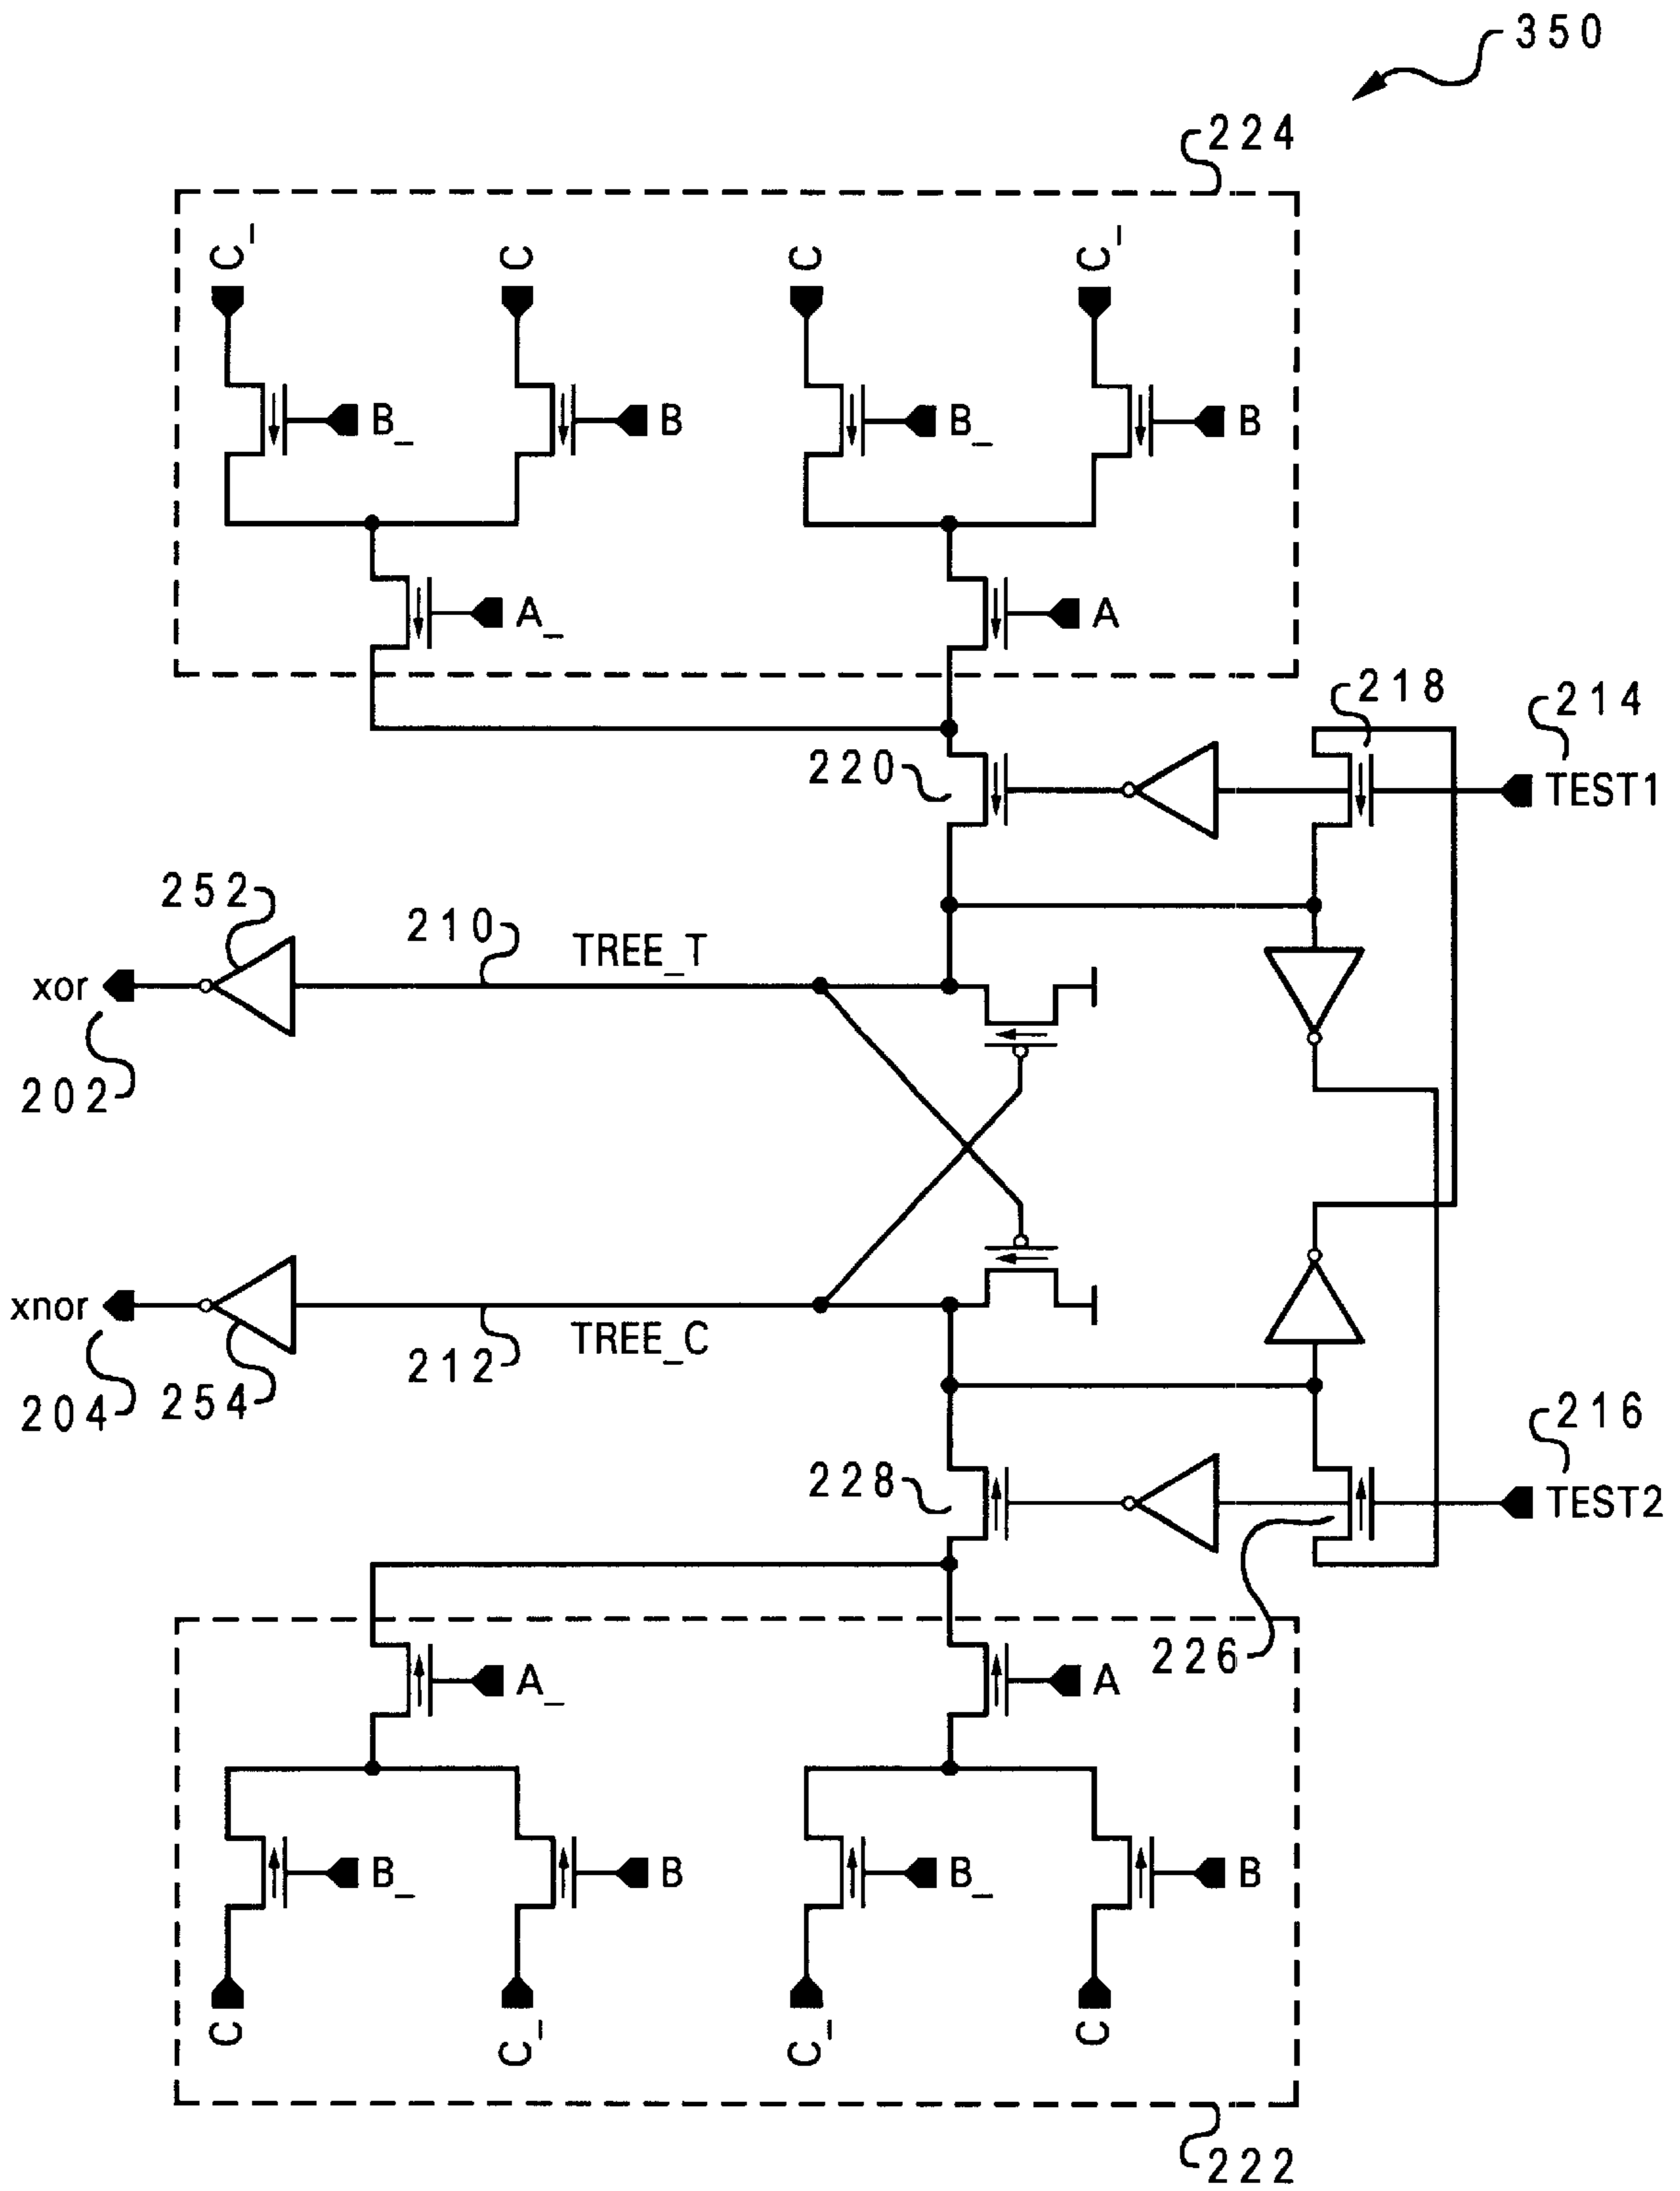 350
224
C_ C C C_
B_ B B_ B
A_ A
218
214
220
TEST1
252
210 TREE_T
xor
202
xnor
TREE_C
212
204 254
216
228
TEST2
226
A_ A
B_ B B_ B
C C_ C_ C
222